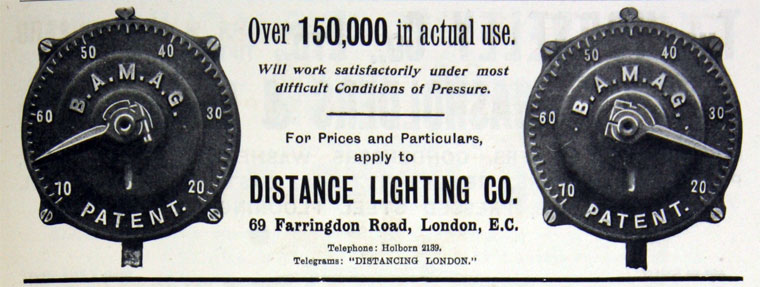 50 40
B.A.M.A.G.
60 30
70 20
PATENT.
Over 150,000 in actual use.
Will work satisfactorily under most
difficult Conditions of Pressure.
For Prices and Particulars,
apply to
DISTANCE LIGHTING CO.
69 Farringdon Road, London, E.C.
Telephone: Holborn 2139.
Telegrams: "DISTANCING LONDON."
50 40
B.A.M.A.G.
60 30
70 20
PATENT.